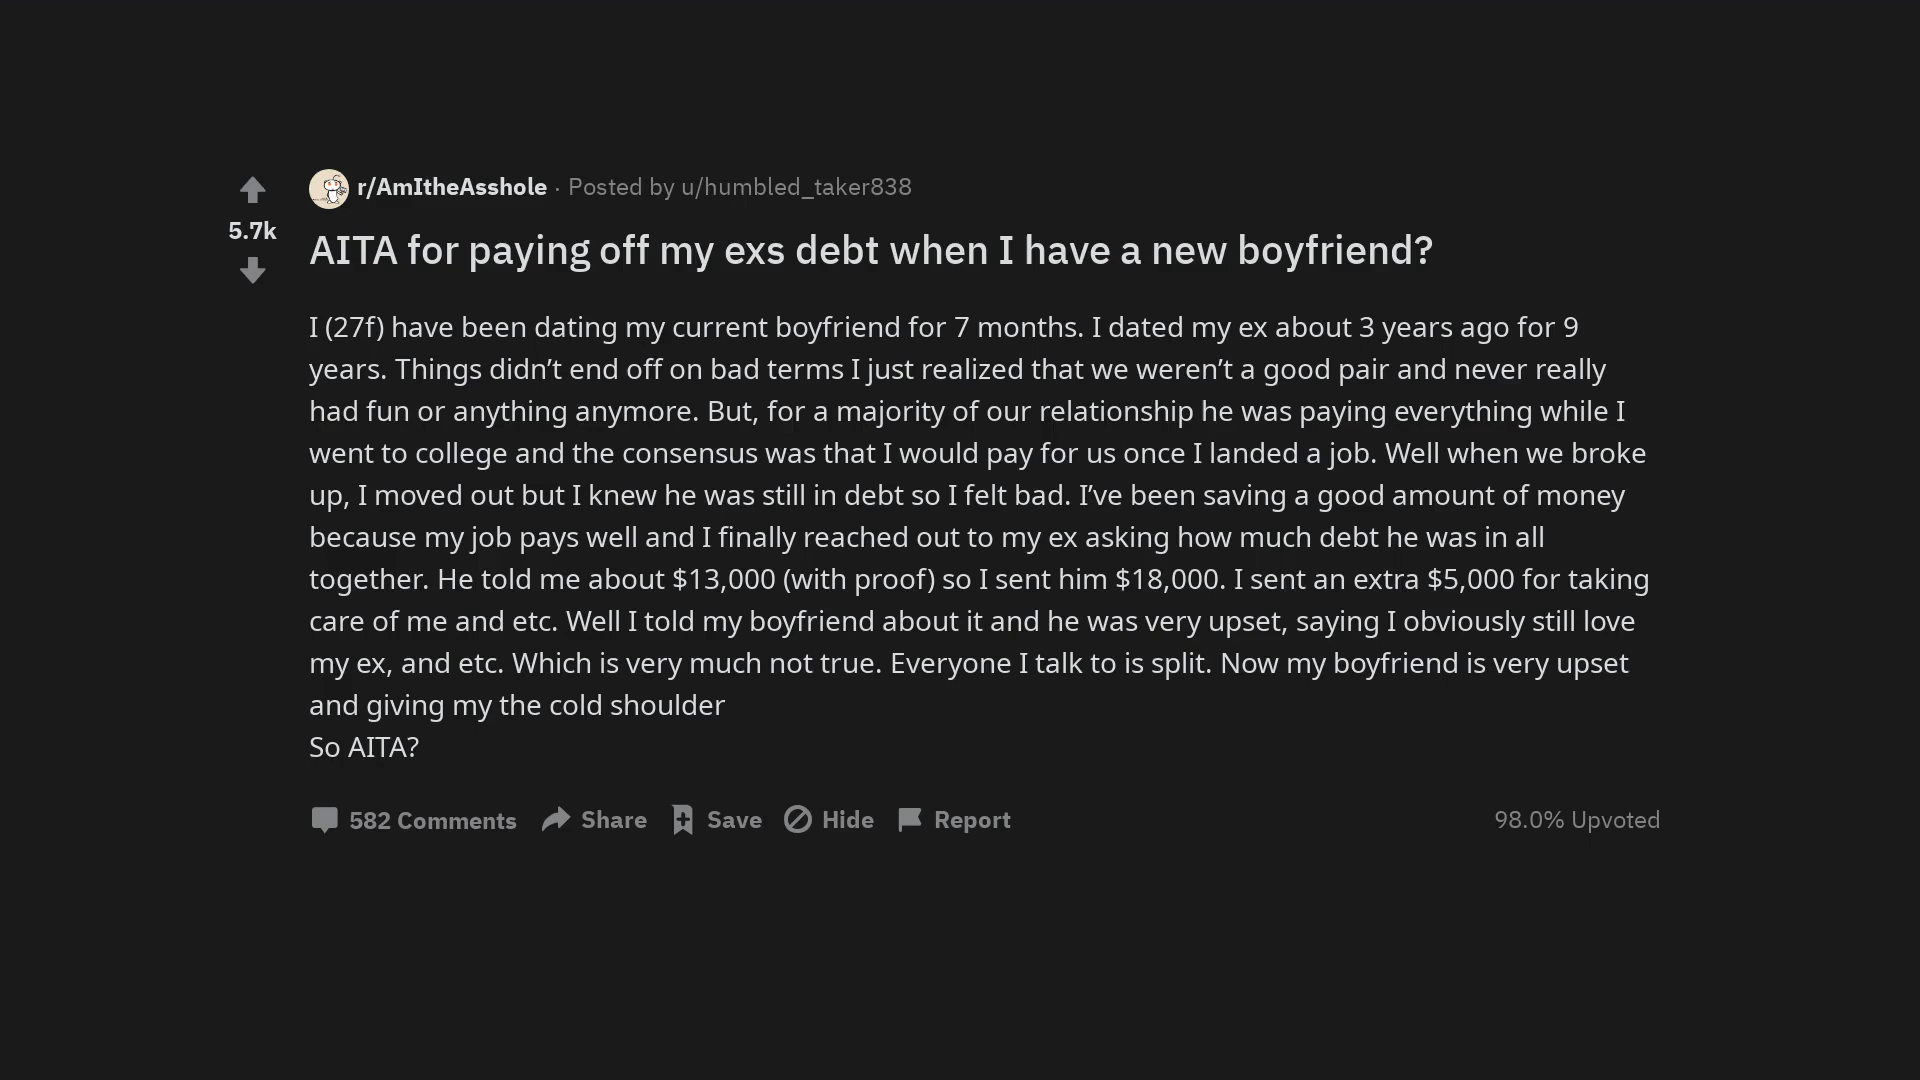 r/AmItheAsshole · Posted by u/humbled_taker838
5.7k
AITA for paying off my exs debt when I have a new boyfriend?
I (27f) have been dating my current boyfriend for 7 months. I dated my ex about 3 years ago for 9
years. Things didn’t end off on bad terms I just realized that we weren’t a good pair and never really
had fun or anything anymore. But, for a majority of our relationship he was paying everything while I
went to college and the consensus was that I would pay for us once I landed a job. Well when we broke
up, I moved out but I knew he was still in debt so I felt bad. I’ve been saving a good amount of money
because my job pays well and I finally reached out to my ex asking how much debt he was in all
together. He told me about $13,000 (with proof) so I sent him $18,000. I sent an extra $5,000 for taking
care of me and etc. Well I told my boyfriend about it and he was very upset, saying I obviously still love
my ex, and etc. Which is very much not true. Everyone I talk to is split. Now my boyfriend is very upset
and giving my the cold shoulder
So AITA?
582 Comments Share Save Hide Report 98.0% Upvoted